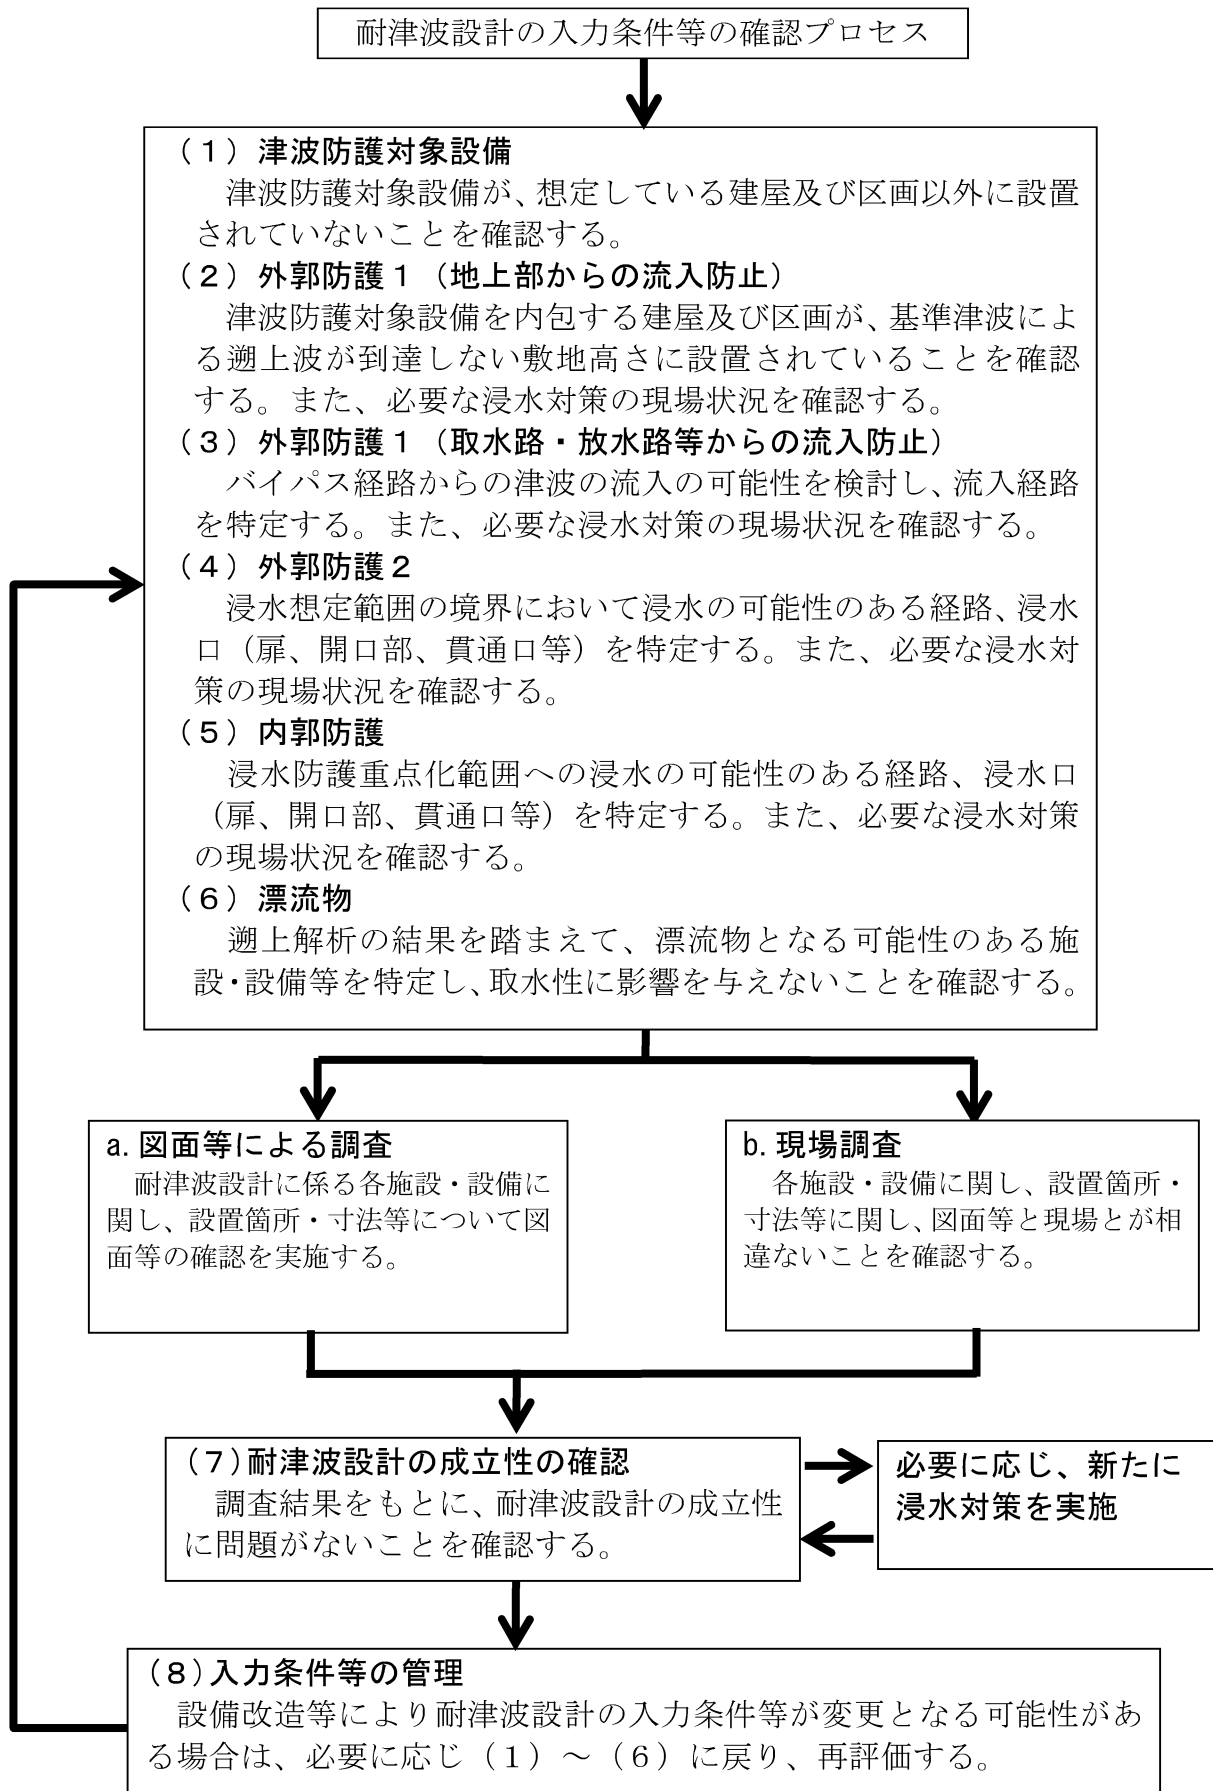 耐津波設計の入力条件等の確認プロセス
（１）津波防護対象設備
津波防護対象設備が、想定している建屋及び区画以外に設置
されていないことを確認する。
（２）外郭防護１（地上部からの流入防止）
津波防護対象設備を内包する建屋及び区画が、基準津波によ
る遡上波が到達しない敷地高さに設置されていることを確認
する。また、必要な浸水対策の現場状況を確認する。
（３）外郭防護１（取水路・放水路等からの流入防止）
バイパス経路からの津波の流入の可能性を検討し、流入経路
を特定する。また、必要な浸水対策の現場状況を確認する。
（４）外郭防護２
浸水想定範囲の境界において浸水の可能性のある経路、浸水
口（扉、開口部、貫通口等）を特定する。また、必要な浸水対
策の現場状況を確認する。
（５）内郭防護
浸水防護重点化範囲への浸水の可能性のある経路、浸水口
（扉、開口部、貫通口等）を特定する。また、必要な浸水対策
の現場状況を確認する。
（６）漂流物
遡上解析の結果を踏まえて、漂流物となる可能性のある施
設・設備等を特定し、取水性に影響を与えないことを確認する。
a.図面等による調査
耐津波設計に係る各施設・設備に
関し、設置箇所・寸法等について図
面等の確認を実施する。
b.現場調査
各施設・設備に関し、設置箇所・
寸法等に関し、図面等と現場とが相
違ないことを確認する。
（７）耐津波設計の成立性の確認
調査結果をもとに、耐津波設計の成立性
に問題がないことを確認する。
必要に応じ、新たに
浸水対策を実施
（８）入力条件等の管理
設備改造等により耐津波設計の入力条件等が変更となる可能性があ
る場合は、必要に応じ（１）～（６）に戻り、再評価する。